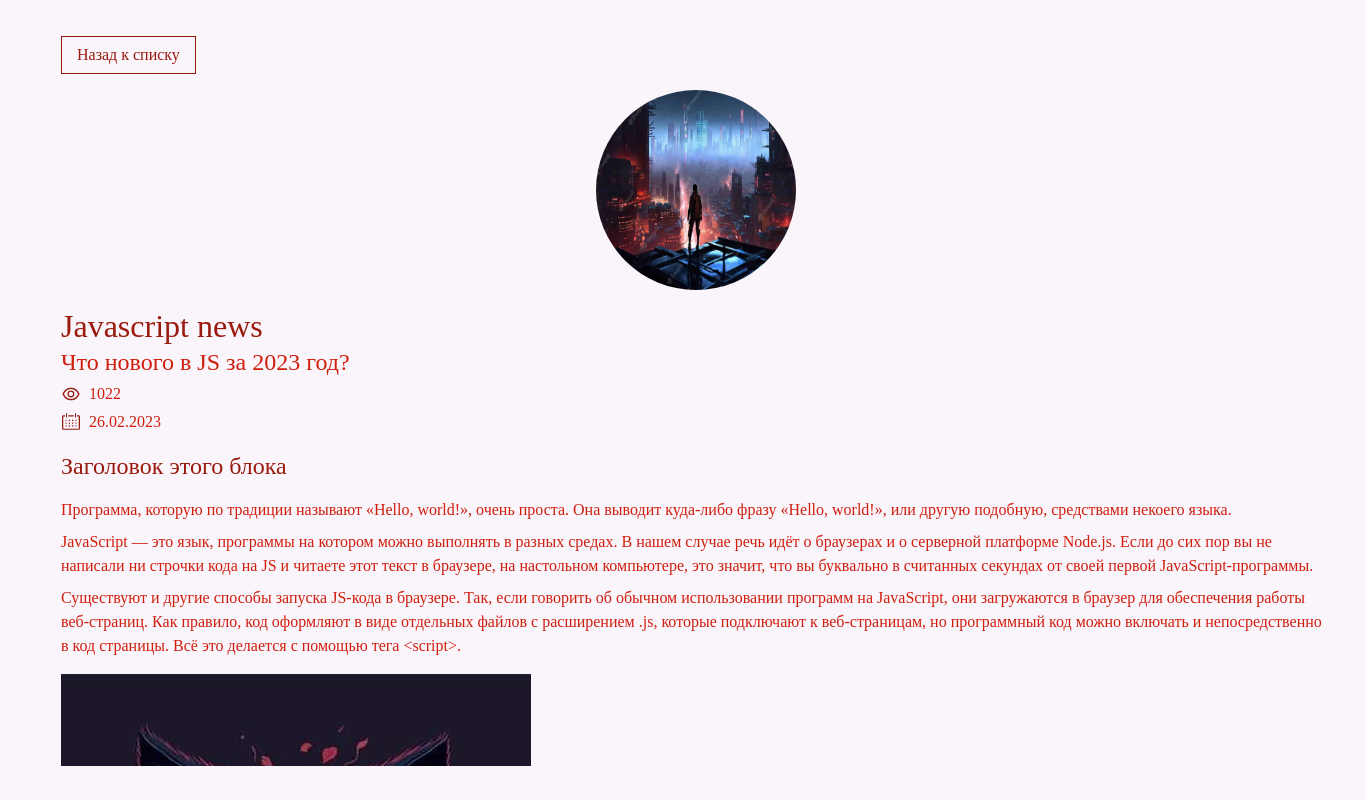 Назад к списку
Javascript news
Что нового в JS за 2023 год?
1022
26.02.2023
Заголовок этого блока
Программа, которую по традиции называют «Hello, world!», очень проста. Она выводит куда-либо фразу «Hello, world!», или другую подобную, средствами некоего языка.
JavaScript — это язык, программы на котором можно выполнять в разных средах. В нашем случае речь идёт о браузерах и о серверной платформе Node.js. Если до сих пор вы не
написали ни строчки кода на JS и читаете этот текст в браузере, на настольном компьютере, это значит, что вы буквально в считанных секундах от своей первой JavaScript-программы.
Существуют и другие способы запуска JS-кода в браузере. Так, если говорить об обычном использовании программ на JavaScript, они загружаются в браузер для обеспечения работы
веб-страниц. Как правило, код оформляют в виде отдельных файлов с расширением .js, которые подключают к веб-страницам, но программный код можно включать и непосредственно
в код страницы. Всё это делается с помощью тега <script>.